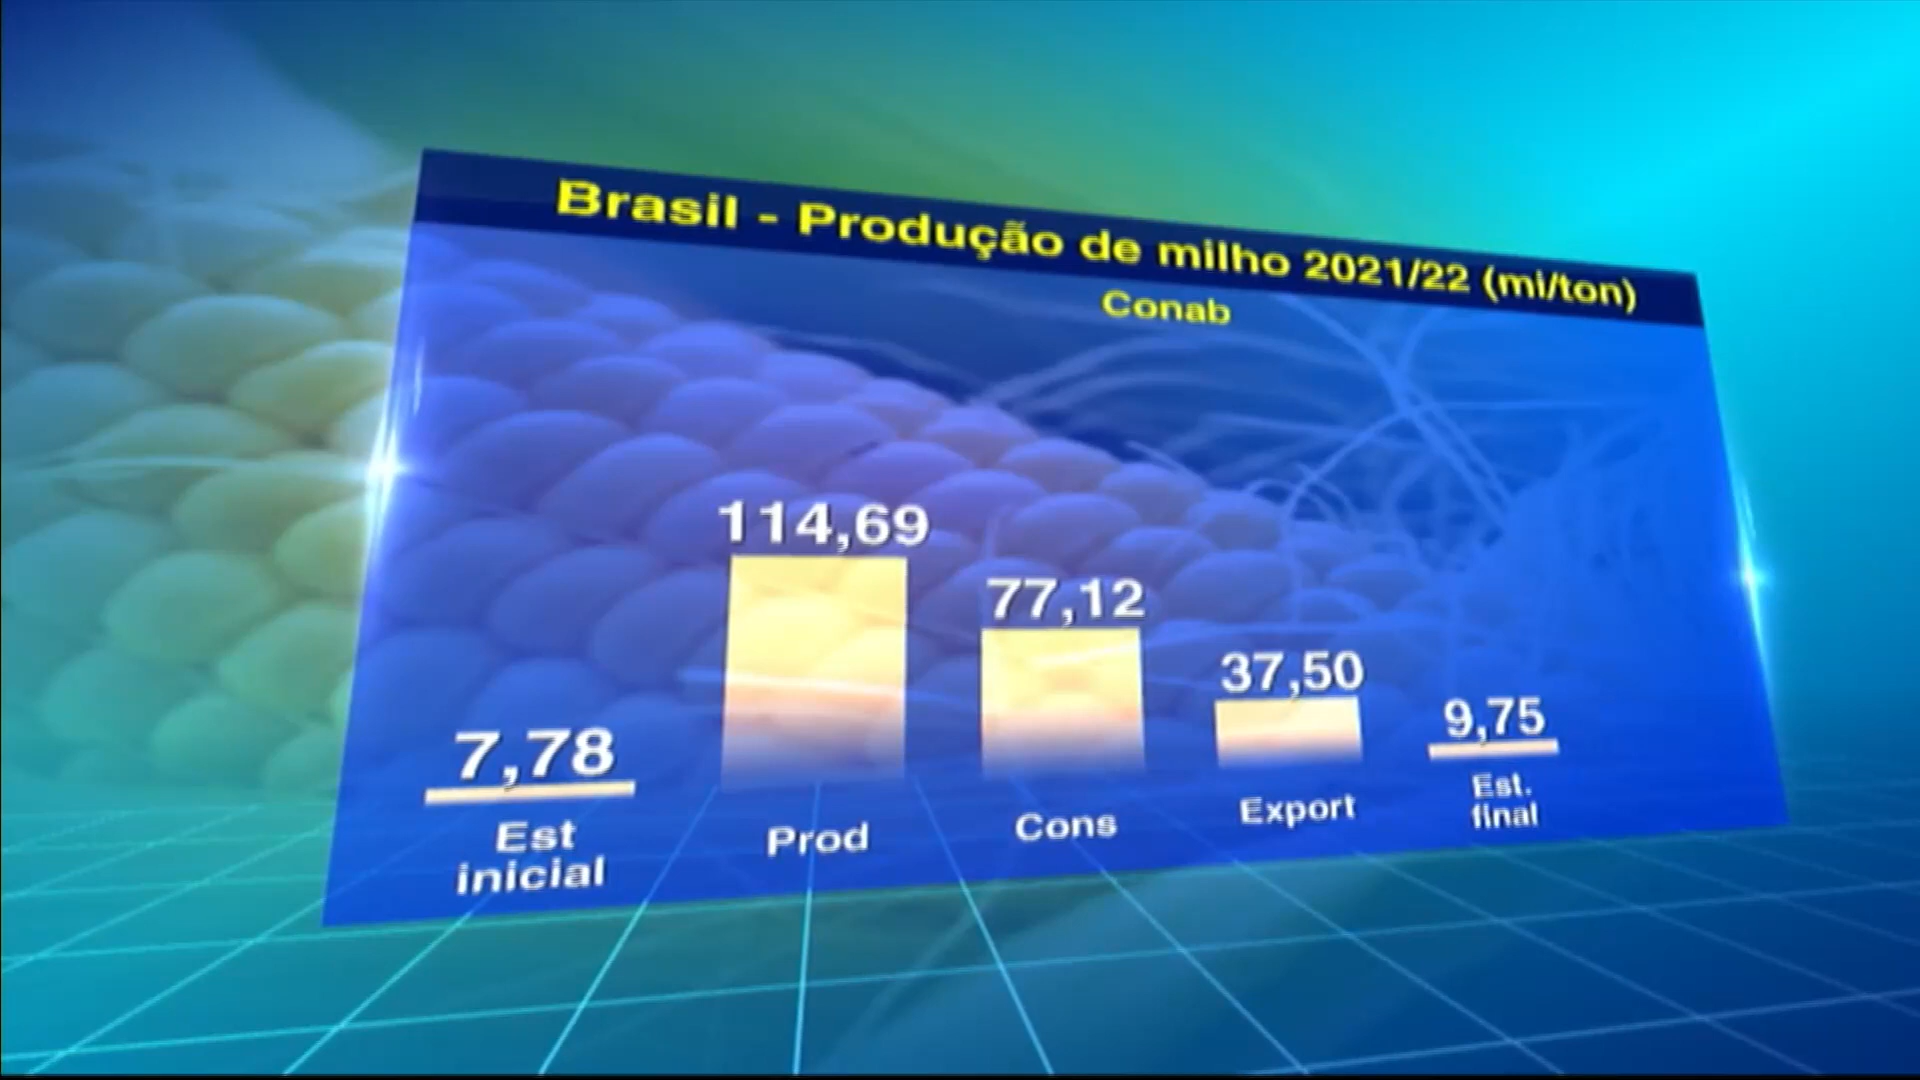 Brasil - Produção de milho 2021/22 (mi/ton)
Conab
114,69
77,12
37,50
9,75
7,78
Est
inicial
Prod
Cons
Export
Est.
final